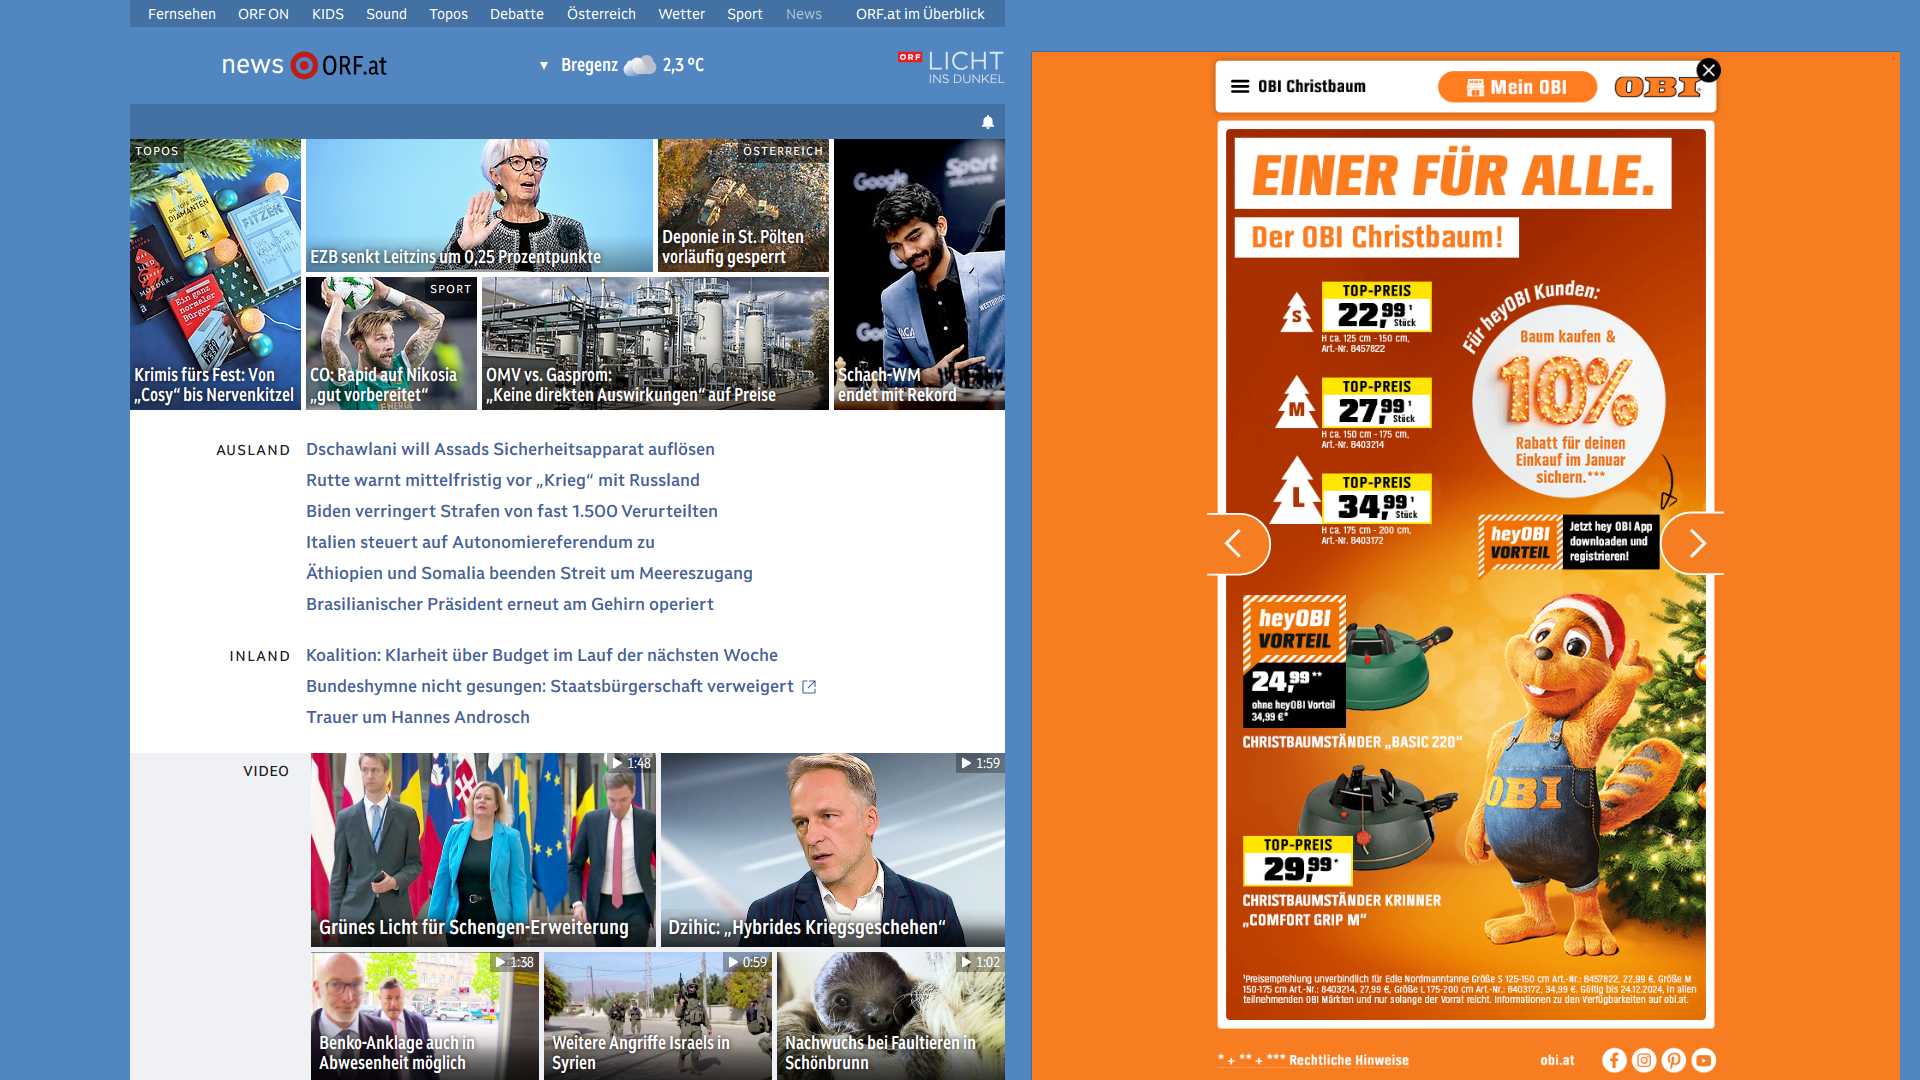 Fernsehen ORF ON KIDS Sound Topos Debatte Österreich Wetter Sport News ORF.at im Überblick
news ORF.at
Bregenz 2,3 °C
ORF LICHT
INS DUNKEL
TOPOS
Krimis fürs Fest: Von
„Cosy“ bis Nervenkitzel
EZB senkt Leitzins um 0,25 Prozentpunkte
ÖSTERREICH
Deponie in St. Pölten
vorläufig gesperrt
SPORT
CO: Rapid auf Nikosia
„gut vorbereitet“
OMV vs. Gasprom:
„Keine direkten Auswirkungen“ auf Preise
Google
Sport
Schach-WM
endet mit Rekord
AUSLAND
Dschawlani will Assads Sicherheitsapparat auflösen
Rutte warnt mittelfristig vor „Krieg“ mit Russland
Biden verringert Strafen von fast 1.500 Verurteilten
Italien steuert auf Autonomiereferendum zu
Äthiopien und Somalia beenden Streit um Meereszugang
Brasilianischer Präsident erneut am Gehirn operiert
INLAND
Koalition: Klarheit über Budget im Lauf der nächsten Woche
Bundeshymne nicht gesungen: Staatsbürgerschaft verweigert
Trauer um Hannes Androsch
VIDEO
1:48
Grünes Licht für Schengen-Erweiterung
1:59
Dzihic: „Hybrides Kriegsgeschehen“
1:38
Benko-Anklage auch in
Abwesenheit möglich
0:59
Weitere Angriffe Israels in
Syrien
1:02
Nachwuchs bei Faultieren in
Schönbrunn
OBI Christbaum
Mein OBI
OBI
EINER FÜR ALLE.
Der OBI Christbaum!
S
TOP-PREIS
22,99¹
Stück
H ca. 125 cm - 150 cm,
Art.-Nr. 8457822
M
TOP-PREIS
27,99¹
Stück
H ca. 150 cm - 175 cm,
Art.-Nr. 8403214
L
TOP-PREIS
34,99¹
Stück
H ca. 175 cm - 200 cm,
Art.-Nr. 8403172
Für heyOBI Kunden:
Baum kaufen &
10%
Rabatt für deinen
Einkauf im Januar
sichern.***
heyOBI
VORTEIL
Jetzt hey OBI App
downloaden und
registrieren!
heyOBI
VORTEIL
24,99**
ohne heyOBI Vorteil
34,99 €*
CHRISTBAUMSTÄNDER „BASIC 220“
TOP-PREIS
29,99*
CHRISTBAUMSTÄNDER KRINNER
„COMFORT GRIP M“
OBI
¹Preisempfehlung unverbindlich für Edle Nordmanntanne Größe S 125-150 cm Art.-Nr.: 8457822, 22,99 €, Größe M
150-175 cm Art.-Nr.: 8403214, 27,99 €, Größe L 175-200 cm Art.-Nr.: 8403172, 34,99 €. Gültig bis 24.12.2024, in allen
teilnehmenden OBI Märkten und nur solange der Vorrat reicht. Informationen zu den Verfügbarkeiten auf obi.at.
* + ** + *** Rechtliche Hinweise
obi.at